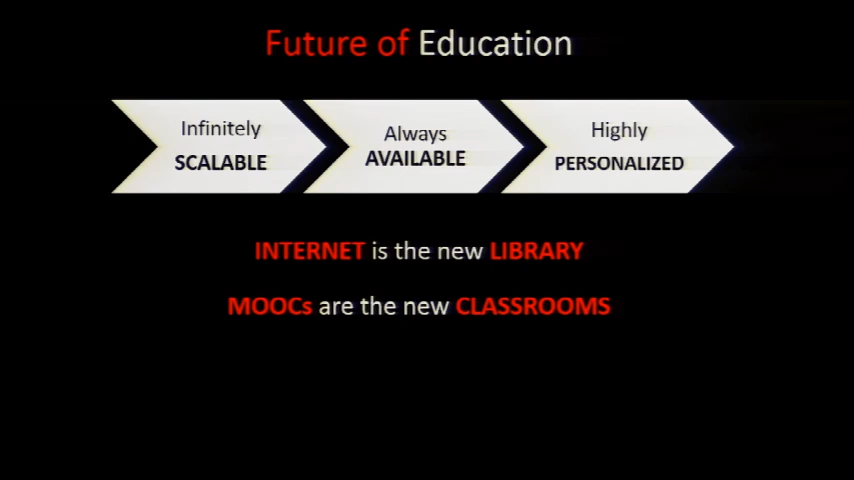 Future of Education
Infinitely
SCALABLE
Always
AVAILABLE
Highly
PERSONALIZED
INTERNET is the new LIBRARY
MOOCs are the new CLASSROOMS